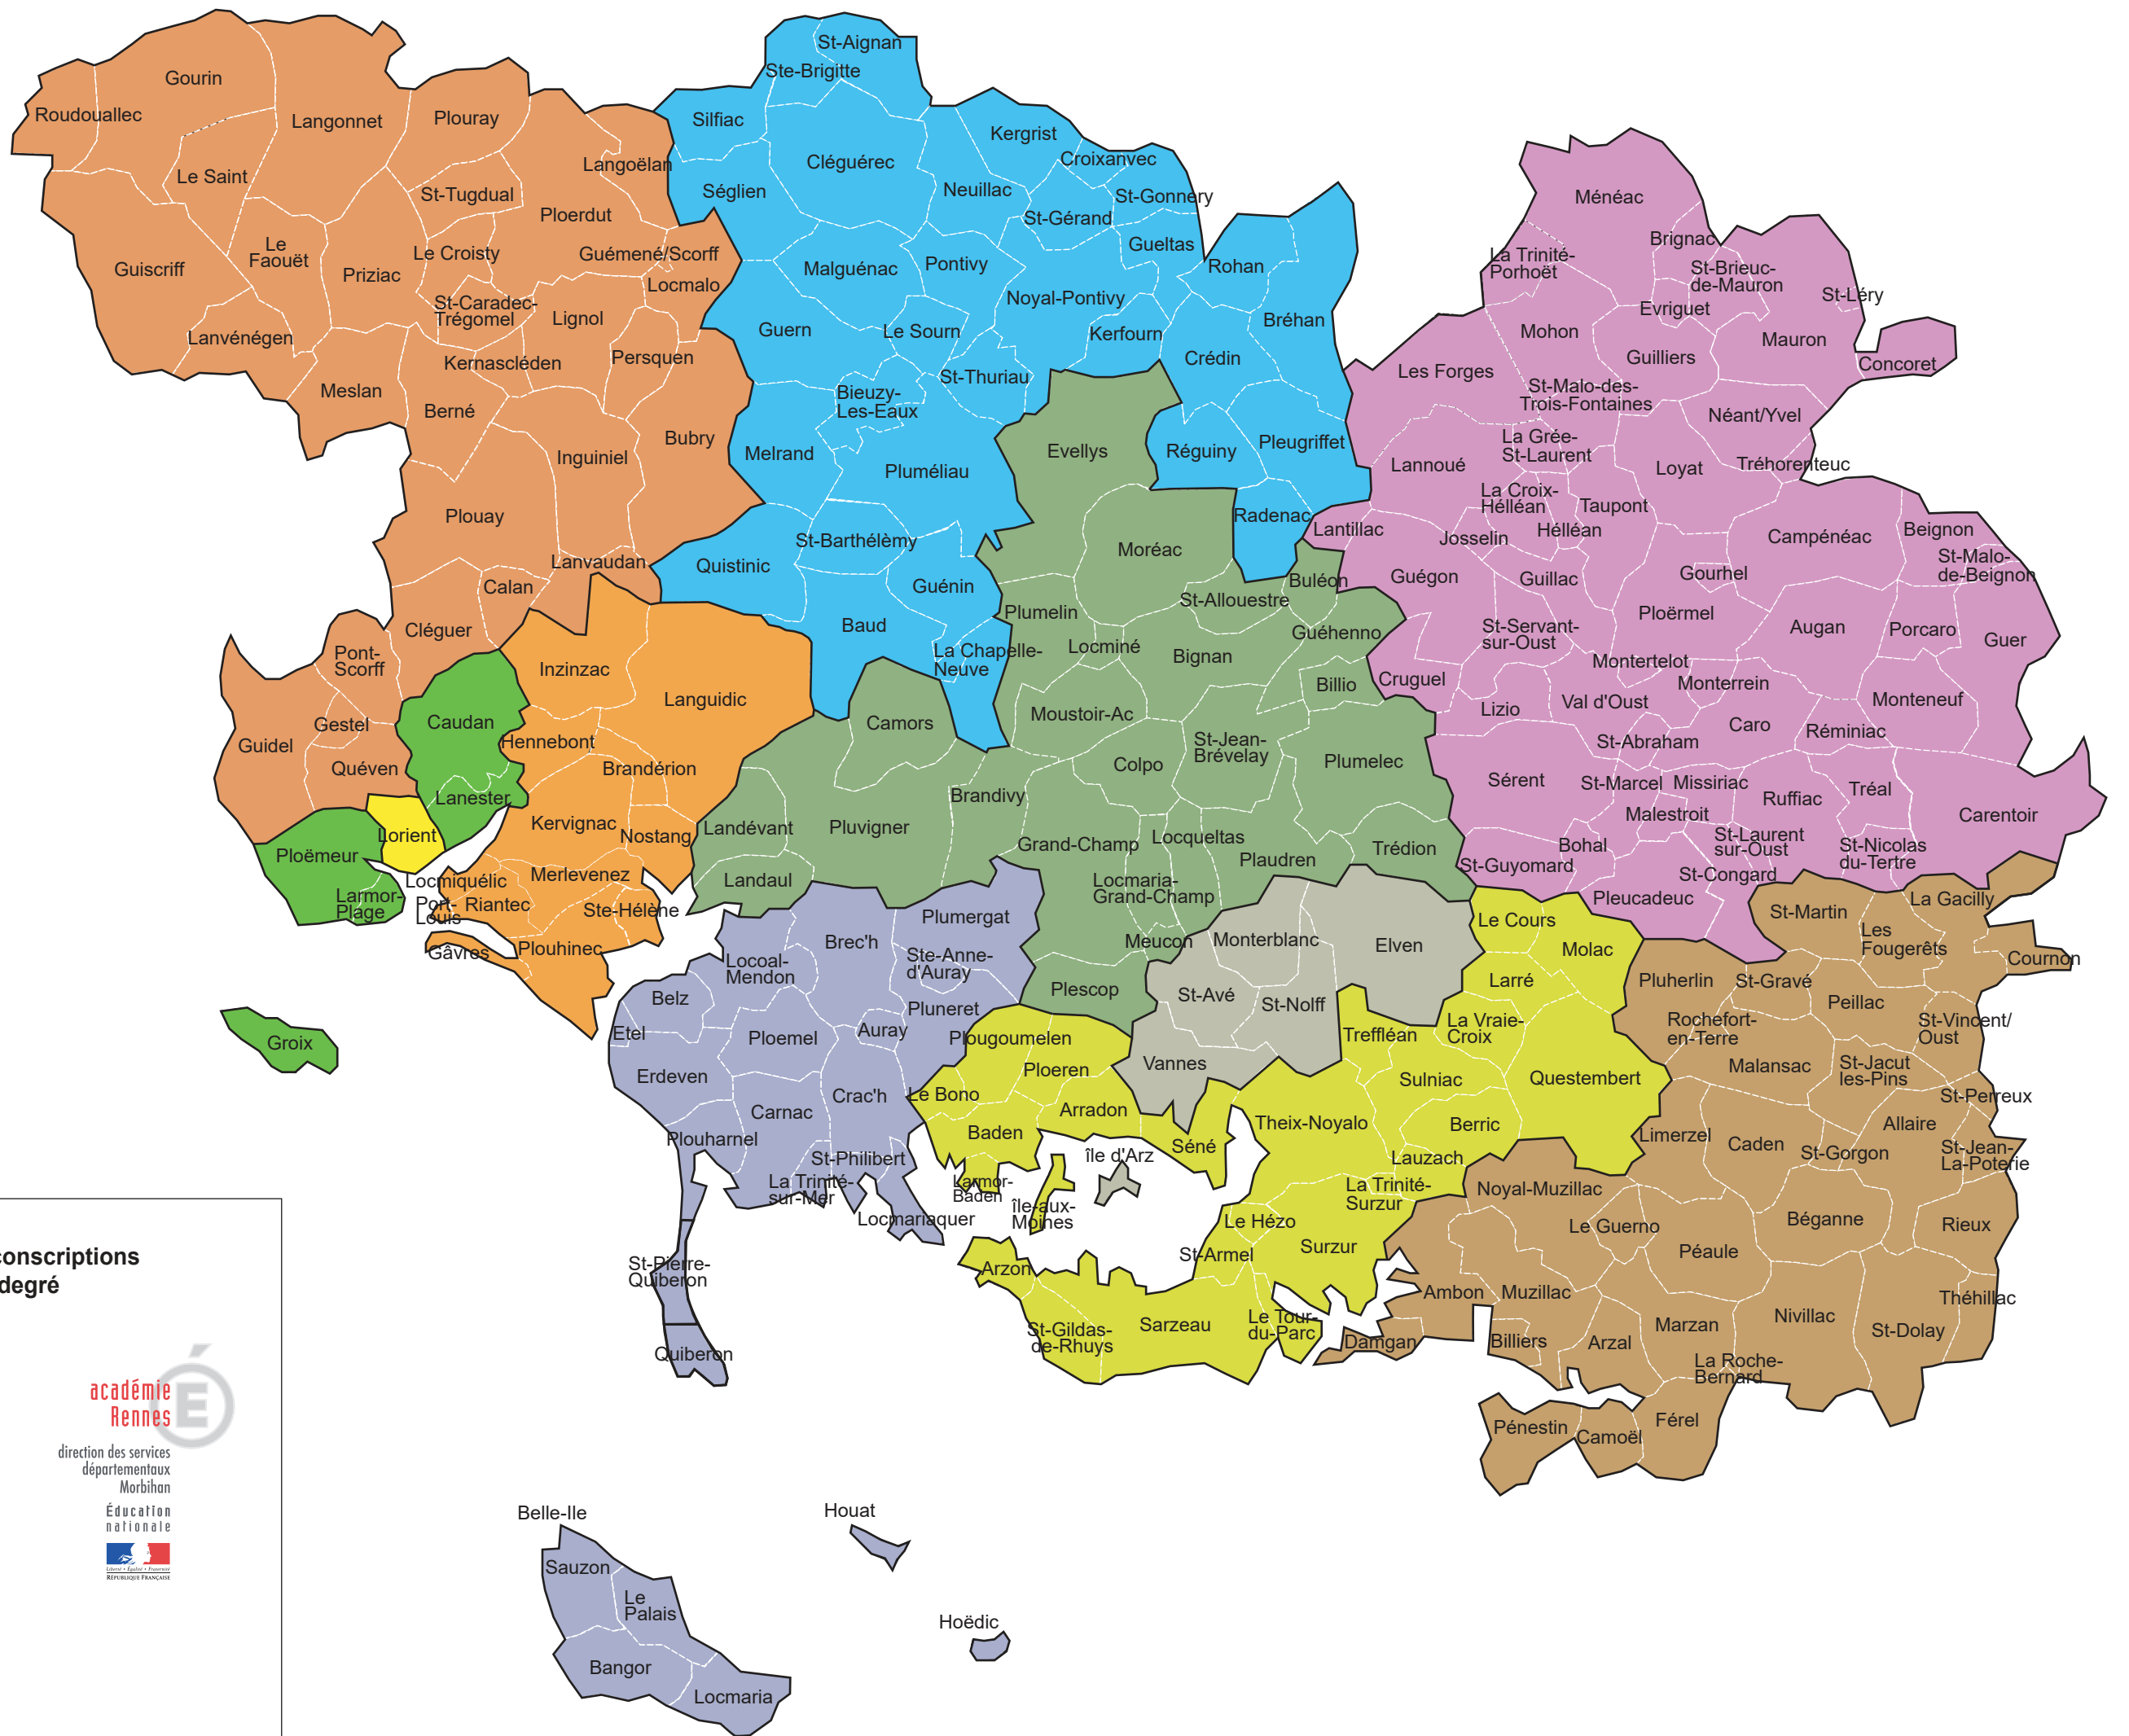 St-Aignan
Ste-Brigitte
Gourin
Roudouallec
Langonnet
Plouray
Silfiac
Kergrist
Croixanvec
Langoëlan
Cléguérec
Le Saint
St-Tugdual
Séglien
Neuillac
St-Gonnery
Ménéac
Ploerdut
St-Gérand
Gueltas
Brignac
Le
Faouët
Le Croisty
Guémené/Scorff
La Trinité-
Porhoët
Guiscriff
Priziac
Malguénac
Pontivy
Rohan
St-Brieuc-
de-Mauron
Locmalo
St-Léry
St-Caradec-
Trégomel
Lignol
Noyal-Pontivy
Evriguet
Lanvénégen
Guern
Le Sourn
Kerfourn
Bréhan
Mohon
Mauron
Kernascléden
Persquen
Crédin
Guilliers
Concoret
Meslan
St-Thuriau
Les Forges
Berné
Bieuzy-
Les-Eaux
St-Malo-des-
Trois-Fontaines
Néant/Yvel
Bubry
Inguiniel
Melrand
Evellys
Réguiny
Pleugriffet
La Grée-
St-Laurent
Pluméliau
Lannoué
Loyat
Tréhorenteuc
Plouay
La Croix-
Hélléan
Taupont
Radenac
Lantillac
Josselin
Hélléan
Campénéac
Beignon
St-Barthélèmy
Moréac
St-Malo-
de-Beignon
Lanvaudan
Quistinic
Calan
Guénin
Buléon
Guégon
Guillac
Gourhel
St-Allouestre
Plumelin
Ploërmel
Cléguer
Baud
Guéhenno
St-Servant-
sur-Oust
Augan
Porcaro
Guer
Pont-
Scorff
Inzinzac
La Chapelle-
Neuve
Locminé
Bignan
Montertelot
Cruguel
Billio
Monterrein
Languidic
Monteneuf
Gestel
Caudan
Camors
Moustoir-Ac
Lizio
Val d'Oust
Caro
Réminiac
Guidel
Hennebont
St-Jean-
Brévelay
St-Abraham
Quéven
Brandérion
Colpo
Plumelec
Sérent
St-Marcel
Missiriac
Tréal
Lanester
Brandivy
Ruffiac
Lorient
Kervignac
Nostang
Landévant
Pluvigner
Malestroit
Carentoir
Ploëmeur
Grand-Champ
Locqueltas
Plaudren
Trédion
St-Guyomard
Bohal
St-Laurent
sur-Oust
St-Nicolas
du-Tertre
Locmiquélic
Merlevenez
Landaul
St-Congard
Larmor-
Plage
Port-
Louis
Riantec
Ste-Hélène
Locmaria-
Grand-Champ
Pleucadeuc
La Gacilly
Plumergat
Le Cours
St-Martin
Gâvres
Plouhinec
Brec'h
Meucon
Monterblanc
Elven
Molac
Les
Fougerêts
Cournon
Locoal-
Mendon
Ste-Anne-
d'Auray
Larré
Pluherlin
St-Gravé
Belz
Plescop
St-Avé
St-Nolff
Peillac
Etel
Pluneret
Groix
Ploemel
Auray
Plougoumelen
Treffléan
La Vraie-
Croix
Rochefort-
en-Terre
St-Vincent/
Oust
Erdeven
Ploeren
Vannes
Sulniac
Questembert
Malansac
St-Jacut
les-Pins
Carnac
Crac'h
Le Bono
Arradon
St-Perreux
Theix-Noyalo
Berric
Allaire
Plouharnel
Baden
Séné
Limerzel
Caden
St-Gorgon
St-Jean-
La-Poterie
St-Philibert
île d'Arz
Lauzach
La Trinité-
sur-Mer
Larmor-
Baden
La Trinité-
Surzur
Noyal-Muzillac
Locmariaquer
île-aux-
Moines
Le Hézo
Le Guerno
Béganne
Rieux
St-Armel
Surzur
Péaule
conscriptions
degré
St-Pierre-
Quiberon
Arzon
Ambon
Muzillac
Théhillac
St-Gildas-
de-Rhuys
Sarzeau
Le Tour-
du-Parc
Damgan
Billiers
Arzal
Marzan
Nivillac
St-Dolay
Quiberon
La Roche-
Bernard
académie
Rennes
É
Pénestin
Camoël
Férel
direction des services
départementaux
Morbihan
Éducation
nationale
Liberté • Égalité • Fraternité
RÉPUBLIQUE FRANÇAISE
Belle-Ile
Houat
Sauzon
Le
Palais
Hoëdic
Bangor
Locmaria